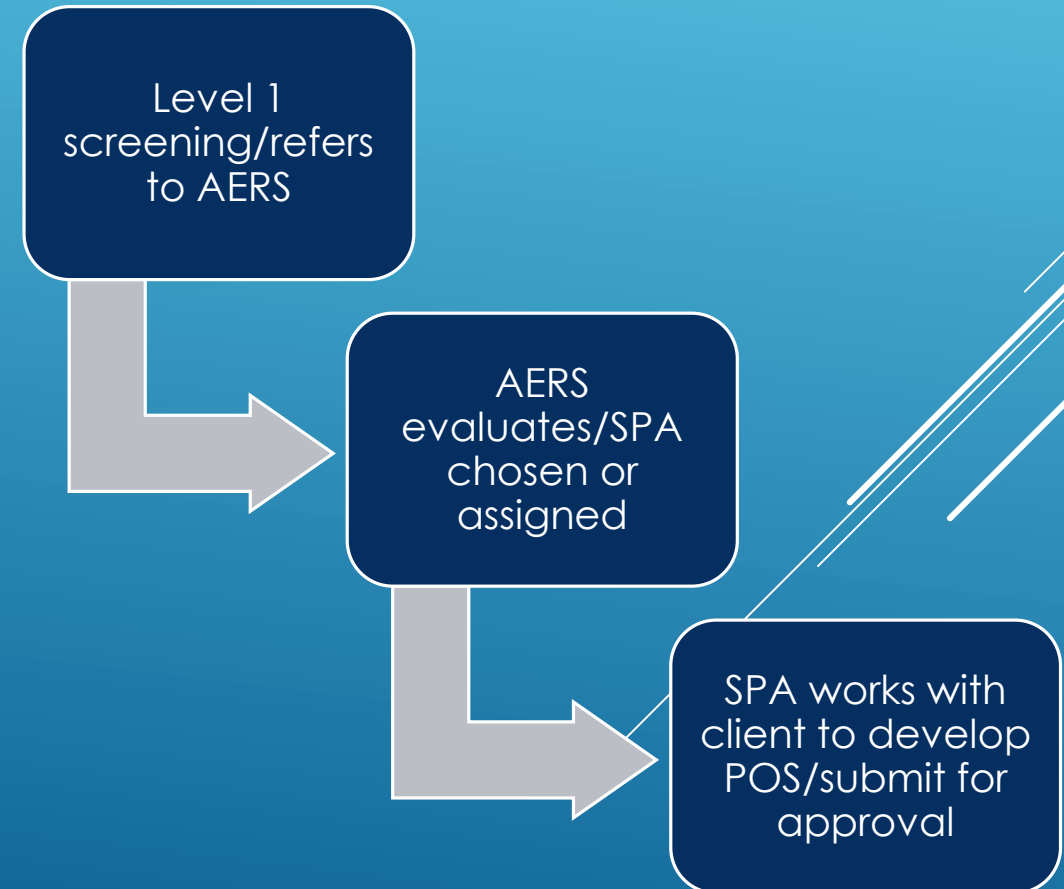 Level 1
screening/refers
to AERS
AERS
evaluates/SPA
chosen or
assigned
SPA works with
client to develop
POS/submit for
approval